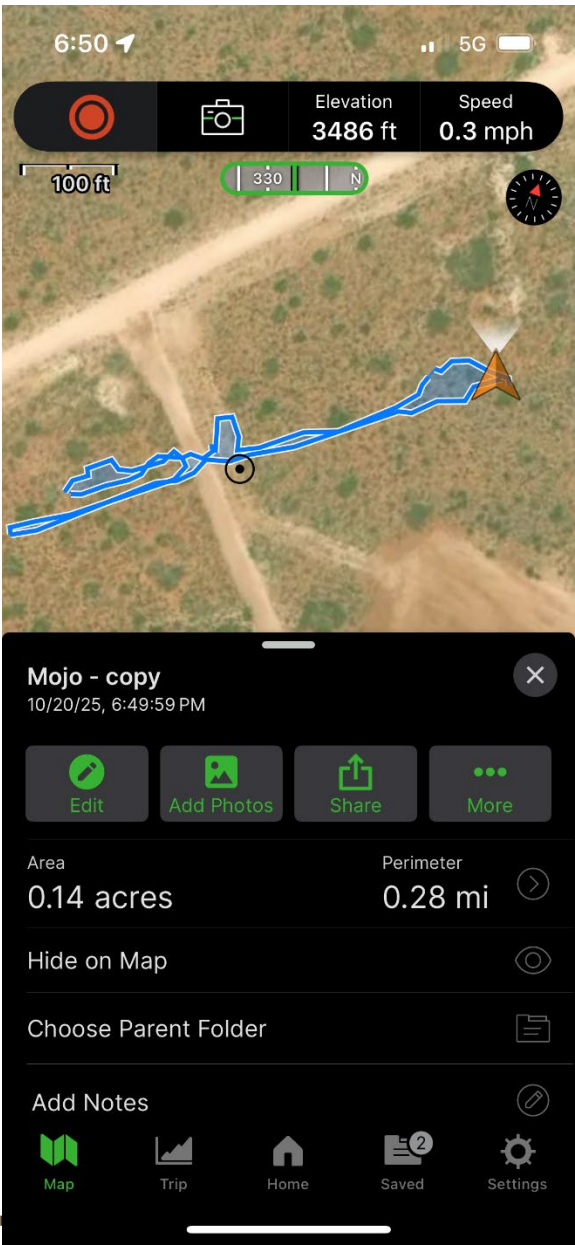 6:50
5G
Elevation
3486 ft
Speed
0.3 mph
100 ft
330
N
N
Mojo - copy
10/20/25, 6:49:59 PM
Edit
Add Photos
Share
More
Area
0.14 acres
Perimeter
0.28 mi
Hide on Map
Choose Parent Folder
Add Notes
2
Map
Trip
Home
Saved
Settings